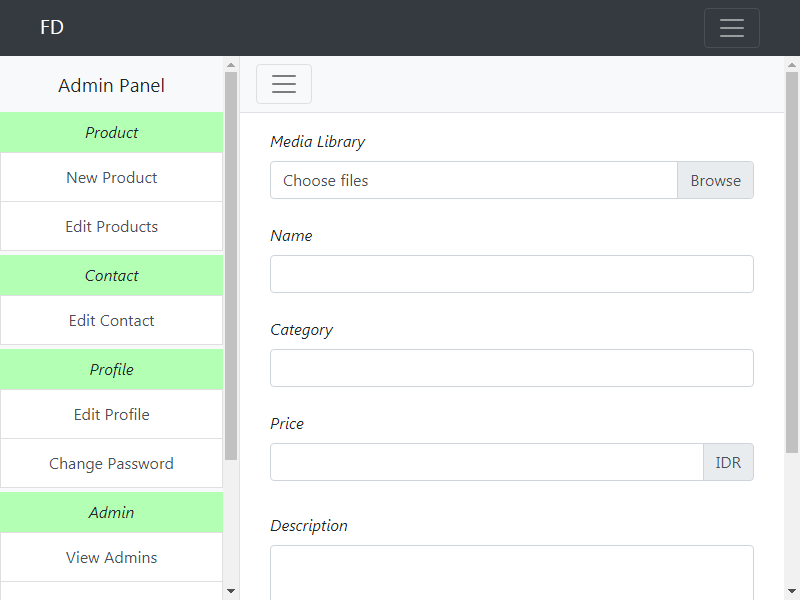 FD
Admin Panel
Product
New Product
Edit Products
Contact
Edit Contact
Profile
Edit Profile
Change Password
Admin
View Admins
Media Library
Choose files
Browse
Name
Category
Price
IDR
Description